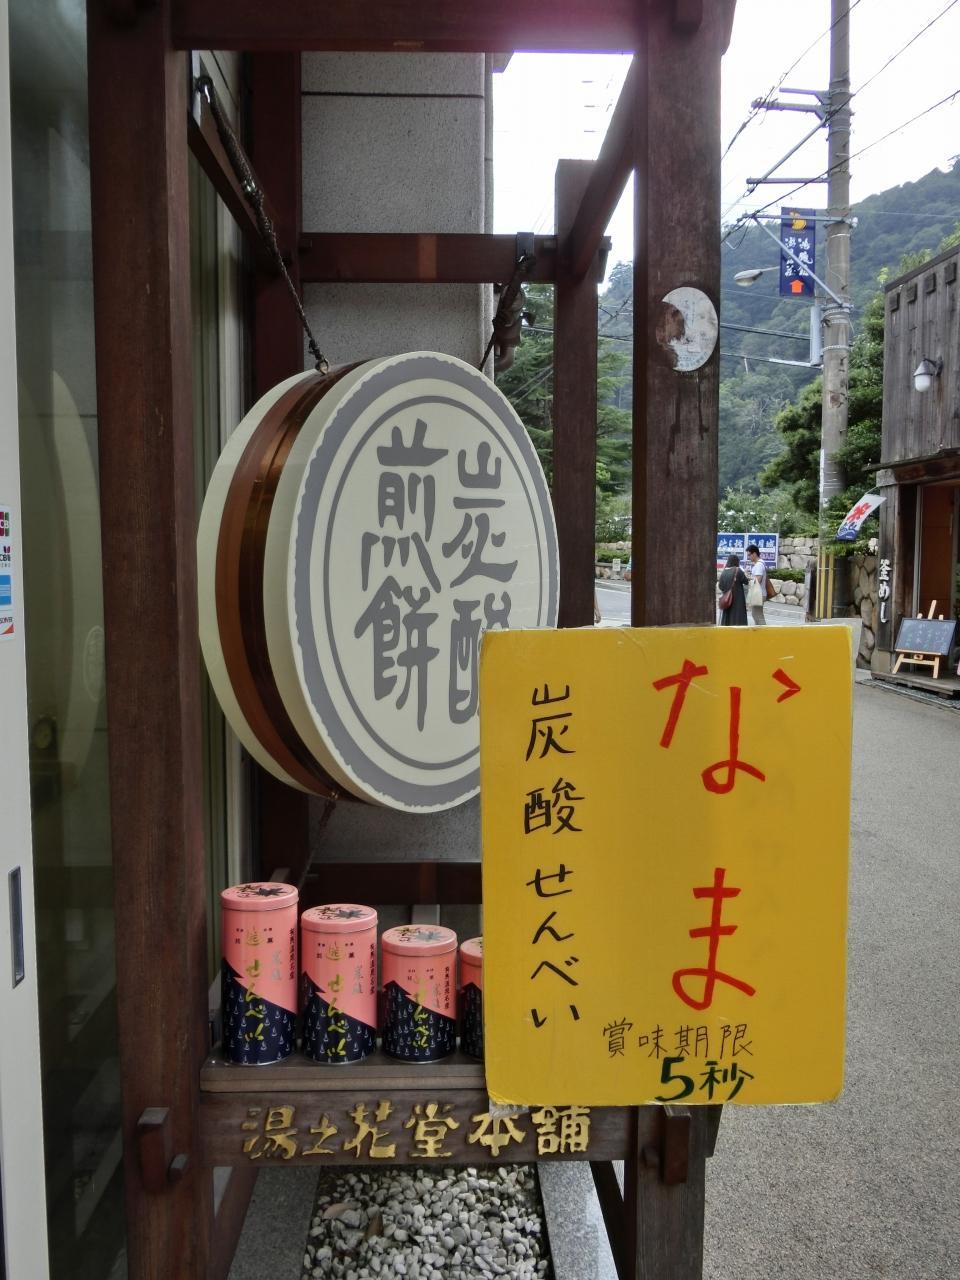 炭酸
煎餅
なま
炭酸せんべい
賞味期限
5秒
せんべい
せんべい
せんべい
湯之花堂本舗
釜めし